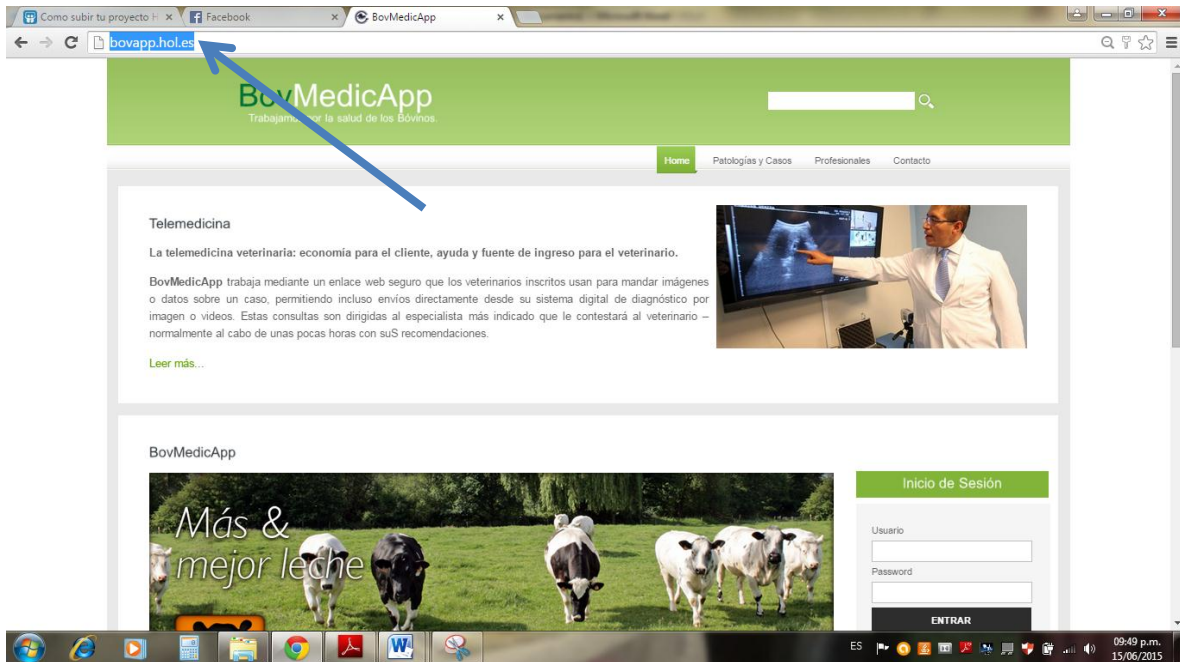 Como subir tu proyecto H
Facebook
BovMedicApp
bovapp.hol.es
BovMedicApp
Trabajamos por la salud de los Bóvinos.
Home Patologías y Casos Profesionales Contacto
Telemedicina
La telemedicina veterinaria: economía para el cliente, ayuda y fuente de ingreso para el veterinario.
BovMedicApp trabaja mediante un enlace web seguro que los veterinarios inscritos usan para mandar imágenes
o datos sobre un caso, permitiendo incluso envíos directamente desde su sistema digital de diagnóstico por
imagen o videos. Estas consultas son dirigidas al especialista más indicado que le contestará al veterinario –
normalmente al cabo de unas pocas horas con suS recomendaciones.
Leer más...
BovMedicApp
Más &
mejor leche
Inicio de Sesión
Usuario
Password
ENTRAR
ES
09:49 p.m.
15/06/2015